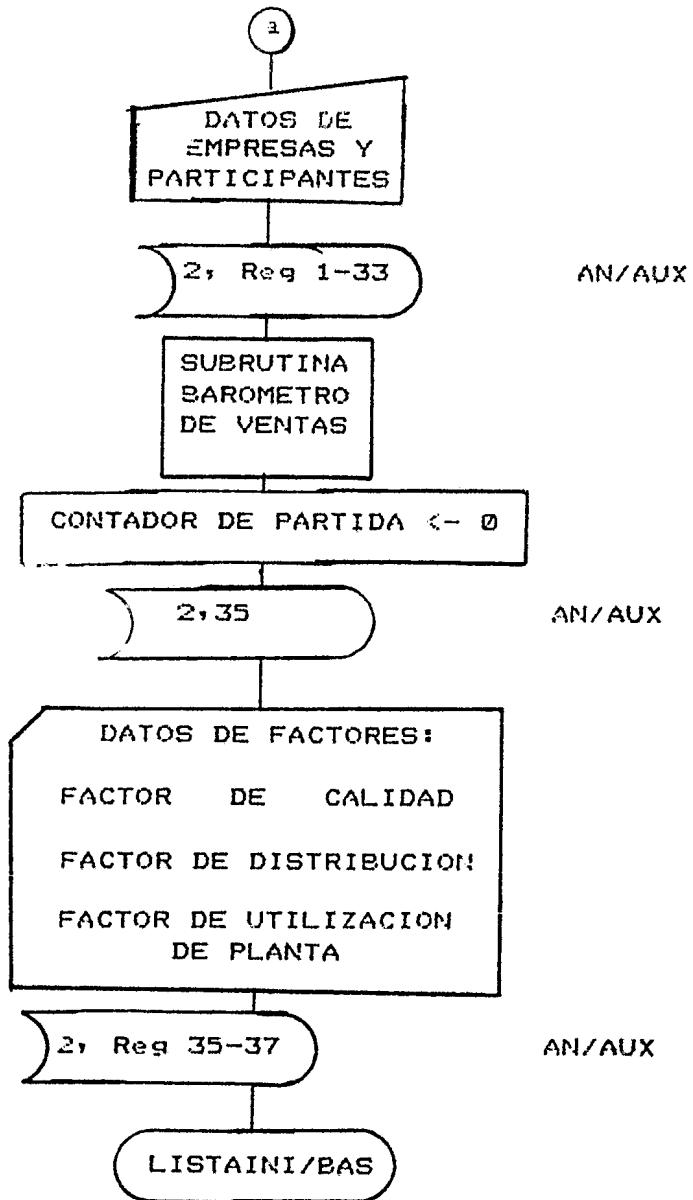 a
DATOS DE
EMPRESAS Y
PARTICIPANTES
2, Reg 1-33 AN/AUX
SUBRUTINA
BAROMETRO
DE VENTAS
CONTADOR DE PARTIDA <- 0
2,35 AN/AUX
DATOS DE FACTORES:
FACTOR DE CALIDAD
FACTOR DE DISTRIBUCION
FACTOR DE UTILIZACION
DE PLANTA
2, Reg 35-37 AN/AUX
LISTAINI/BAS